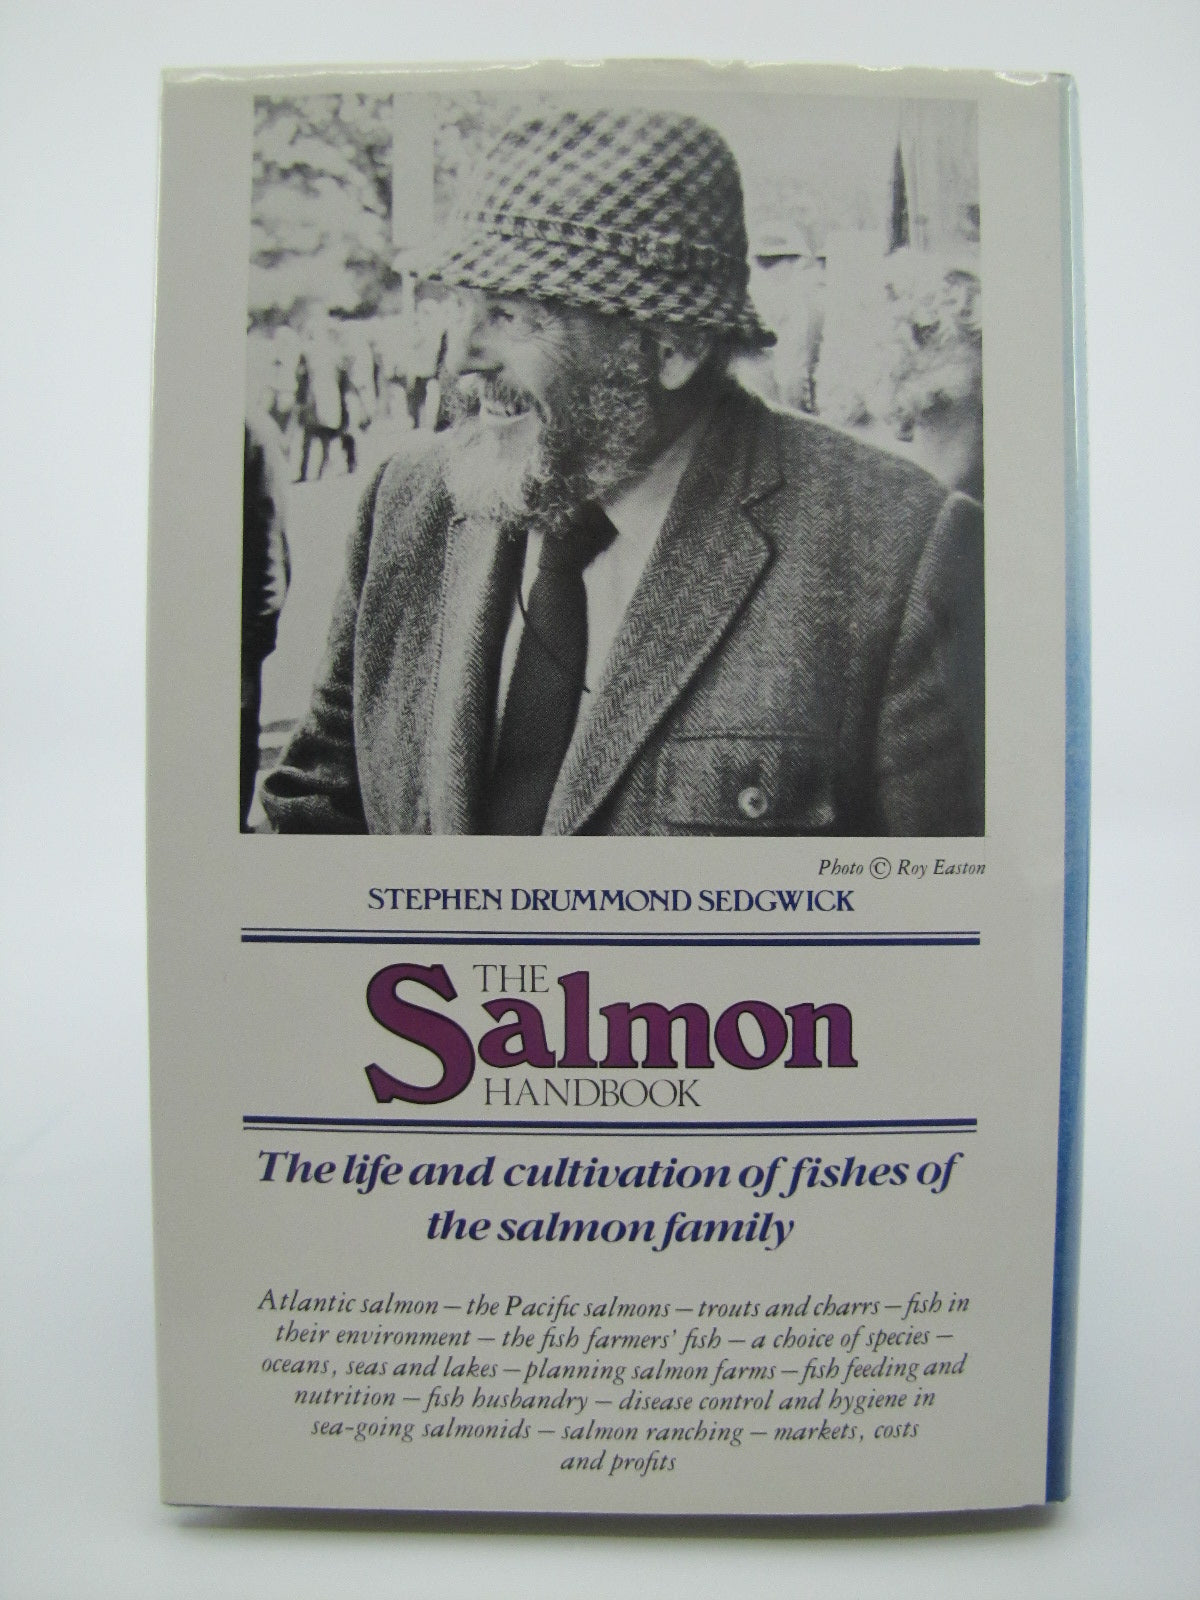 Photo © Roy Easton
STEPHEN DRUMMOND SEDGWICK
THE
Salmon
HANDBOOK
The life and cultivation of fishes of
the salmon family
Atlantic salmon — the Pacific salmons — trouts and charrs — fish in
their environment — the fish farmers' fish — a choice of species —
oceans, seas and lakes — planning salmon farms — fish feeding and
nutrition — fish husbandry — disease control and hygiene in
sea-going salmonids — salmon ranching — markets, costs
and profits